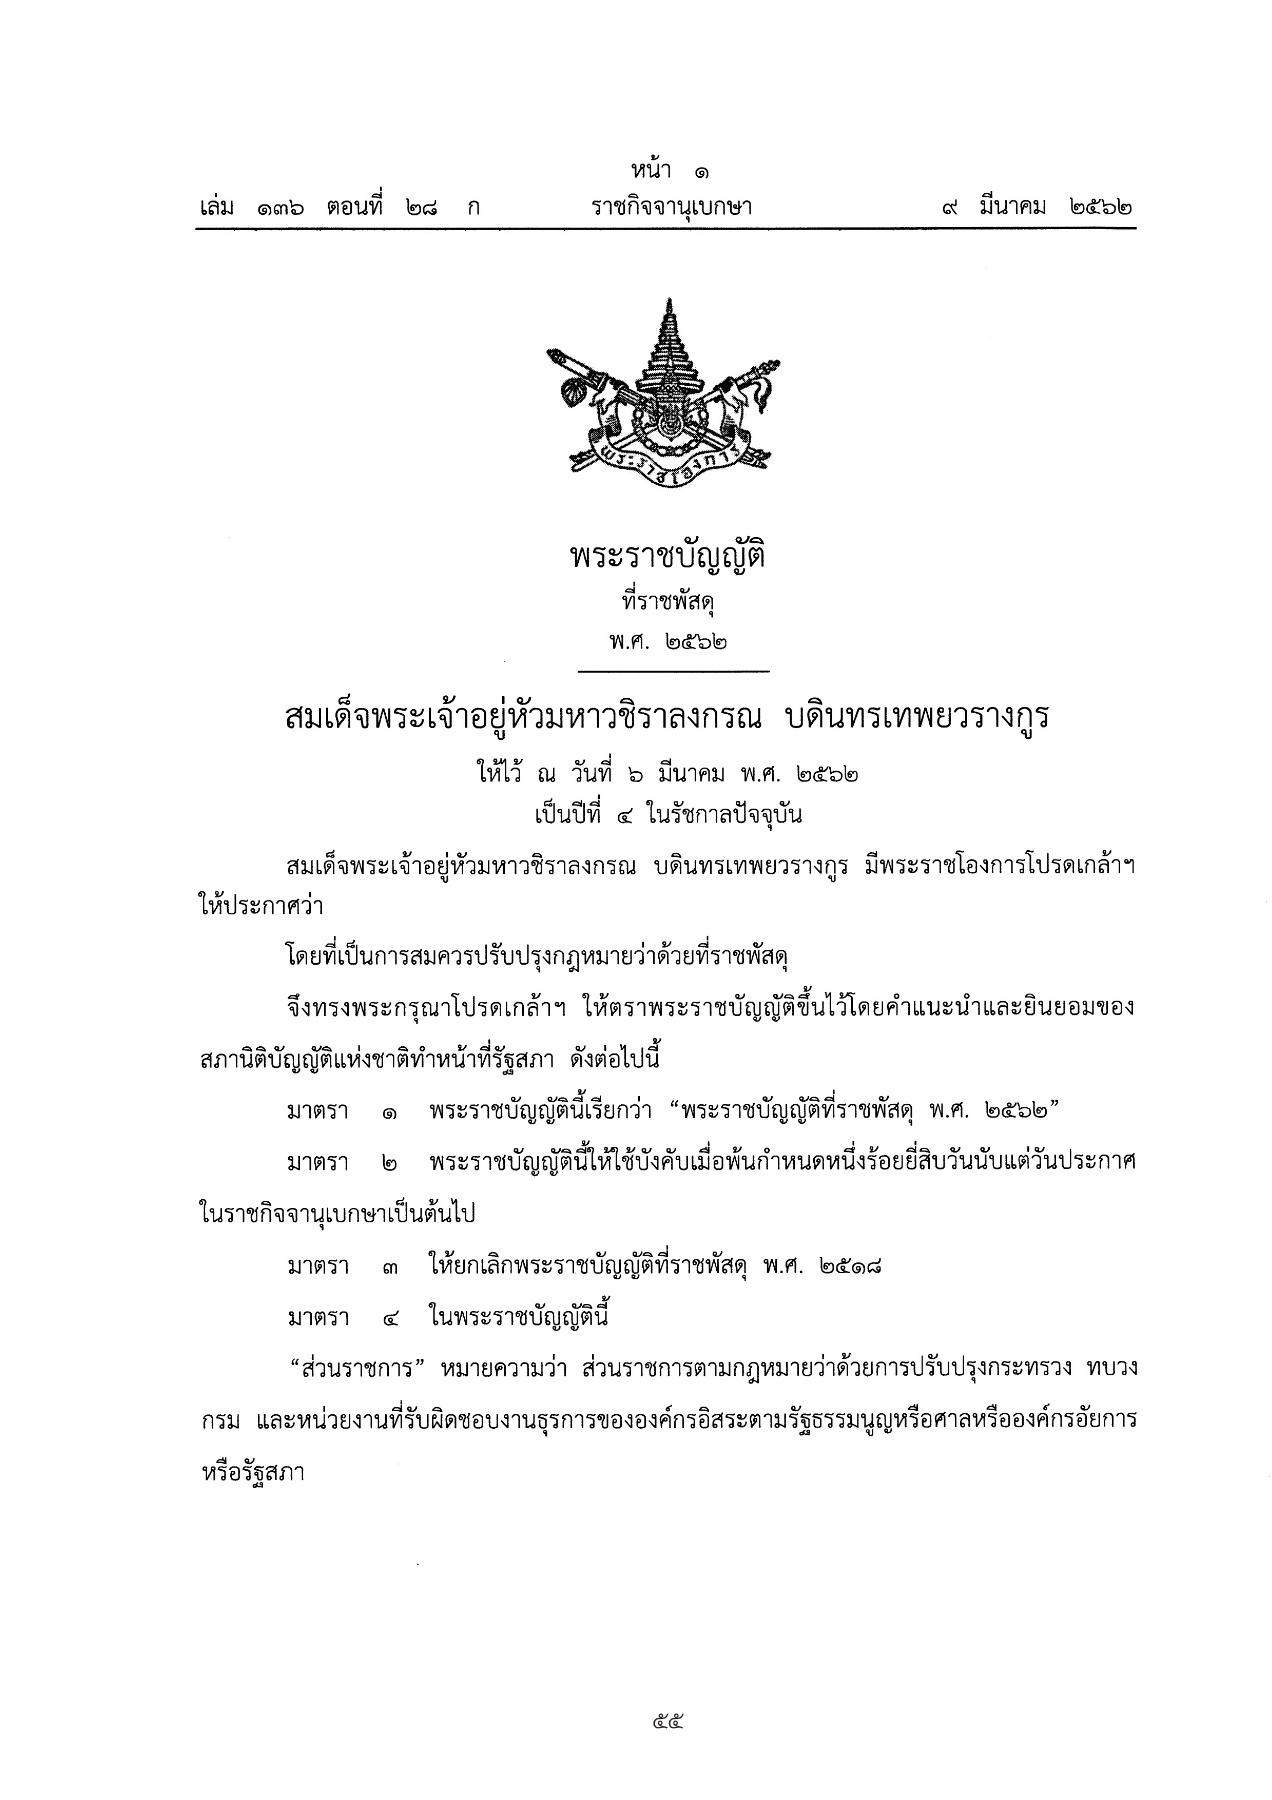 หน้า ๑
เล่ม ๑๓๖ ตอนที่ ๒๘ ก ราชกิจจานุเบกษา ๙ มีนาคม ๒๕๖๒
พระราชโองการ
พระราชบัญญัติ
ที่ราชพัสดุ
พ.ศ. ๒๕๖๒
สมเด็จพระเจ้าอยู่หัวมหาวชิราลงกรณ บดินทรเทพยวรางกูร
ให้ไว้ ณ วันที่ ๖ มีนาคม พ.ศ. ๒๕๖๒
เป็นปีที่ ๔ ในรัชกาลปัจจุบัน
สมเด็จพระเจ้าอยู่หัวมหาวชิราลงกรณ บดินทรเทพยวรางกูร มีพระราชโองการโปรดเกล้าฯ
ให้ประกาศว่า
โดยที่เป็นการสมควรปรับปรุงกฎหมายว่าด้วยที่ราชพัสดุ
จึงทรงพระกรุณาโปรดเกล้าฯ ให้ตราพระราชบัญญัติขึ้นไว้โดยคำแนะนำและยินยอมของ
สภานิติบัญญัติแห่งชาติทำหน้าที่รัฐสภา ดังต่อไปนี้
มาตรา ๑ พระราชบัญญัตินี้เรียกว่า “พระราชบัญญัติที่ราชพัสดุ พ.ศ. ๒๕๖๒”
มาตรา ๒ พระราชบัญญัตินี้ให้ใช้บังคับเมื่อพ้นกำหนดหนึ่งร้อยยี่สิบวันนับแต่วันประกาศ
ในราชกิจจานุเบกษาเป็นต้นไป
มาตรา ๓ ให้ยกเลิกพระราชบัญญัติที่ราชพัสดุ พ.ศ. ๒๕๑๘
มาตรา ๔ ในพระราชบัญญัตินี้
“ส่วนราชการ” หมายความว่า ส่วนราชการตามกฎหมายว่าด้วยการปรับปรุงกระทรวง ทบวง
กรม และหน่วยงานที่รับผิดชอบงานธุรการขององค์กรอิสระตามรัฐธรรมนูญหรือศาลหรือองค์กรอัยการ
หรือรัฐสภา
๕๕